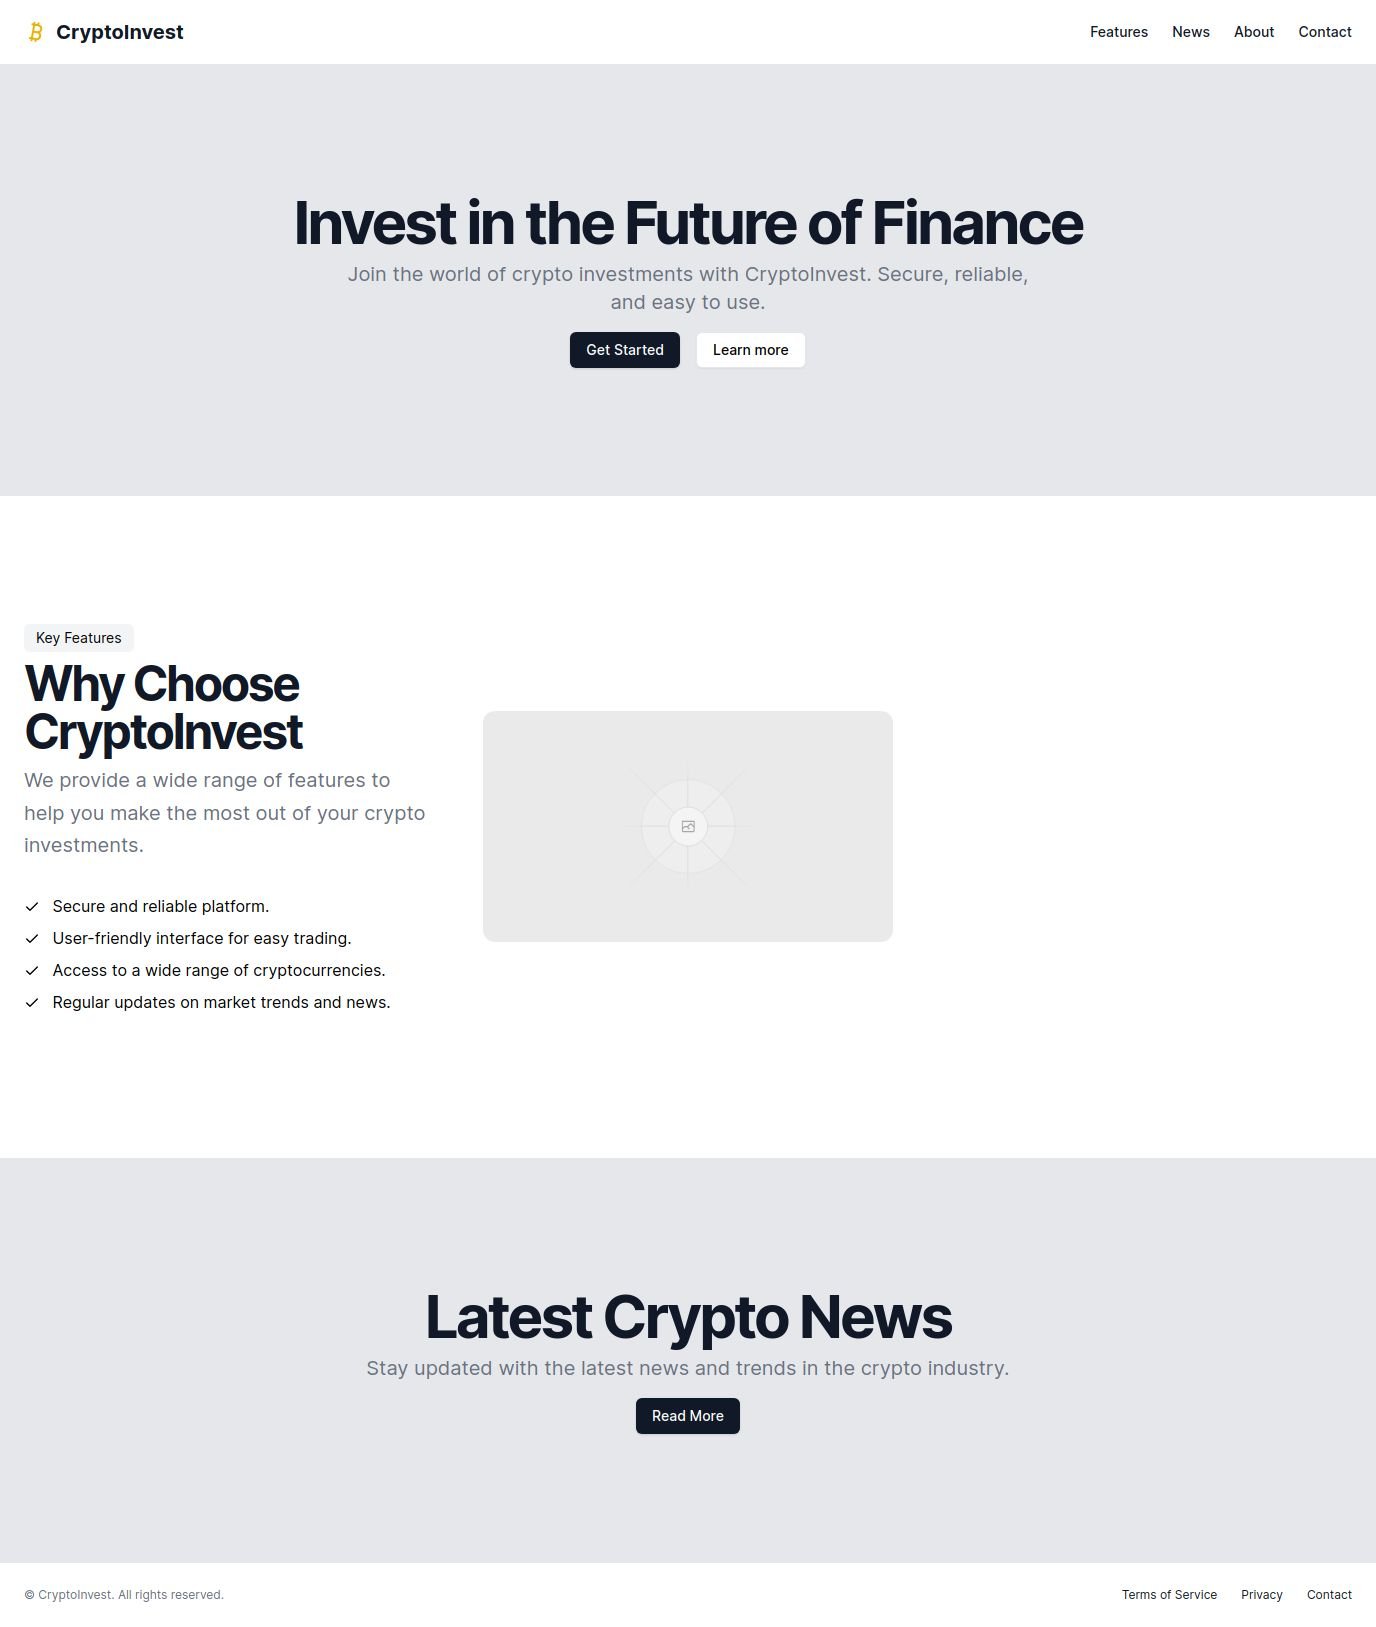 CryptoInvest
Features
News
About
Contact
Invest in the Future of Finance
Join the world of crypto investments with CryptoInvest. Secure, reliable,
and easy to use.
Get Started
Learn more
Key Features
Why Choose
CryptoInvest
We provide a wide range of features to
help you make the most out of your crypto
investments.
Secure and reliable platform.
User-friendly interface for easy trading.
Access to a wide range of cryptocurrencies.
Regular updates on market trends and news.
Latest Crypto News
Stay updated with the latest news and trends in the crypto industry.
Read More
© CryptoInvest. All rights reserved.
Terms of Service
Privacy
Contact